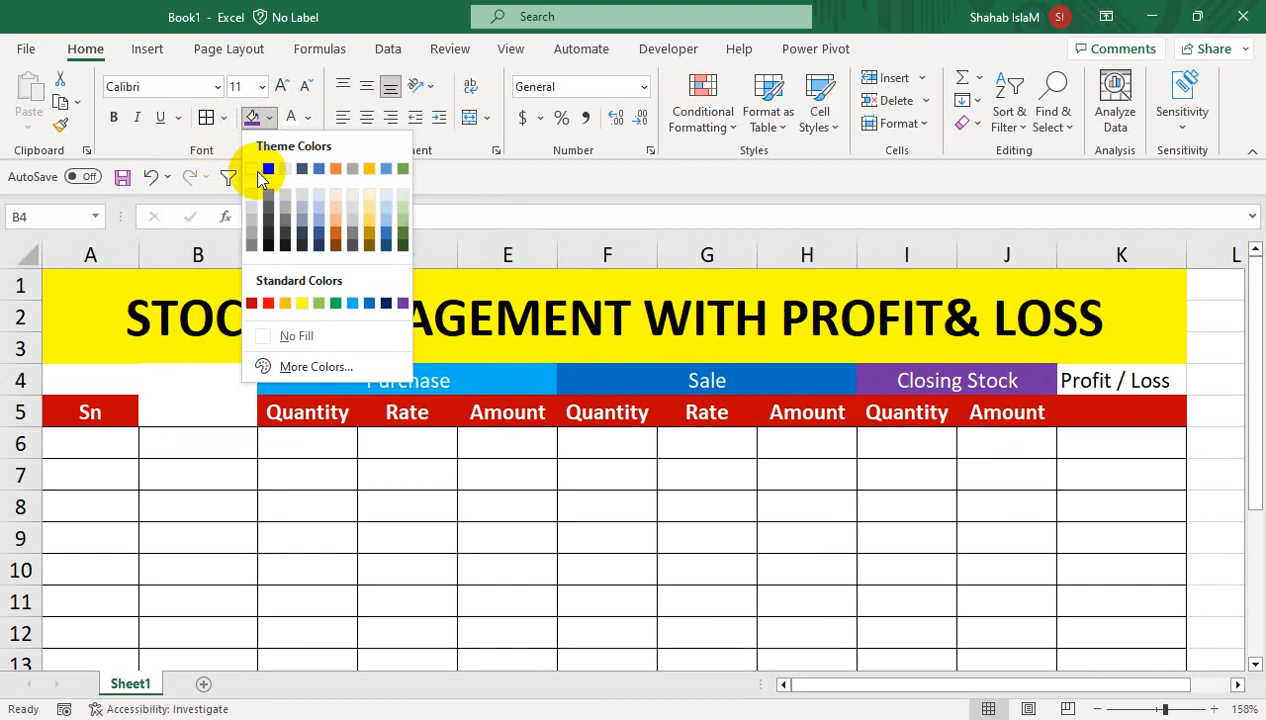 Book1 - Excel
No Label
Search
Shahab IslaM
SI
File
Home
Insert
Page Layout
Formulas
Data
Review
View
Automate
Developer
Help
Power Pivot
Comments
Share
Paste
Clipboard
Calibri
11
B
I
U
A
Font
ab
General
$
%
Number
Conditional
Formatting
Format as
Table
Cell
Styles
Styles
Insert
Delete
Format
Cells
Sort &
Filter
Find &
Select
Editing
Analyze
Data
Analysis
Sensitivity
Sensitivity
AutoSave
Off
Theme Colors
Standard Colors
No Fill
More Colors...
B4
fx
A B E F G H I J K L
1
2 STOC AGEMENT WITH PROFIT& LOSS
3
4 Purchase Sale Closing Stock Profit / Loss
5 Sn Quantity Rate Amount Quantity Rate Amount Quantity Amount
6
7
8
9
10
11
12
13
Sheet1
Ready
Accessibility: Investigate
158%